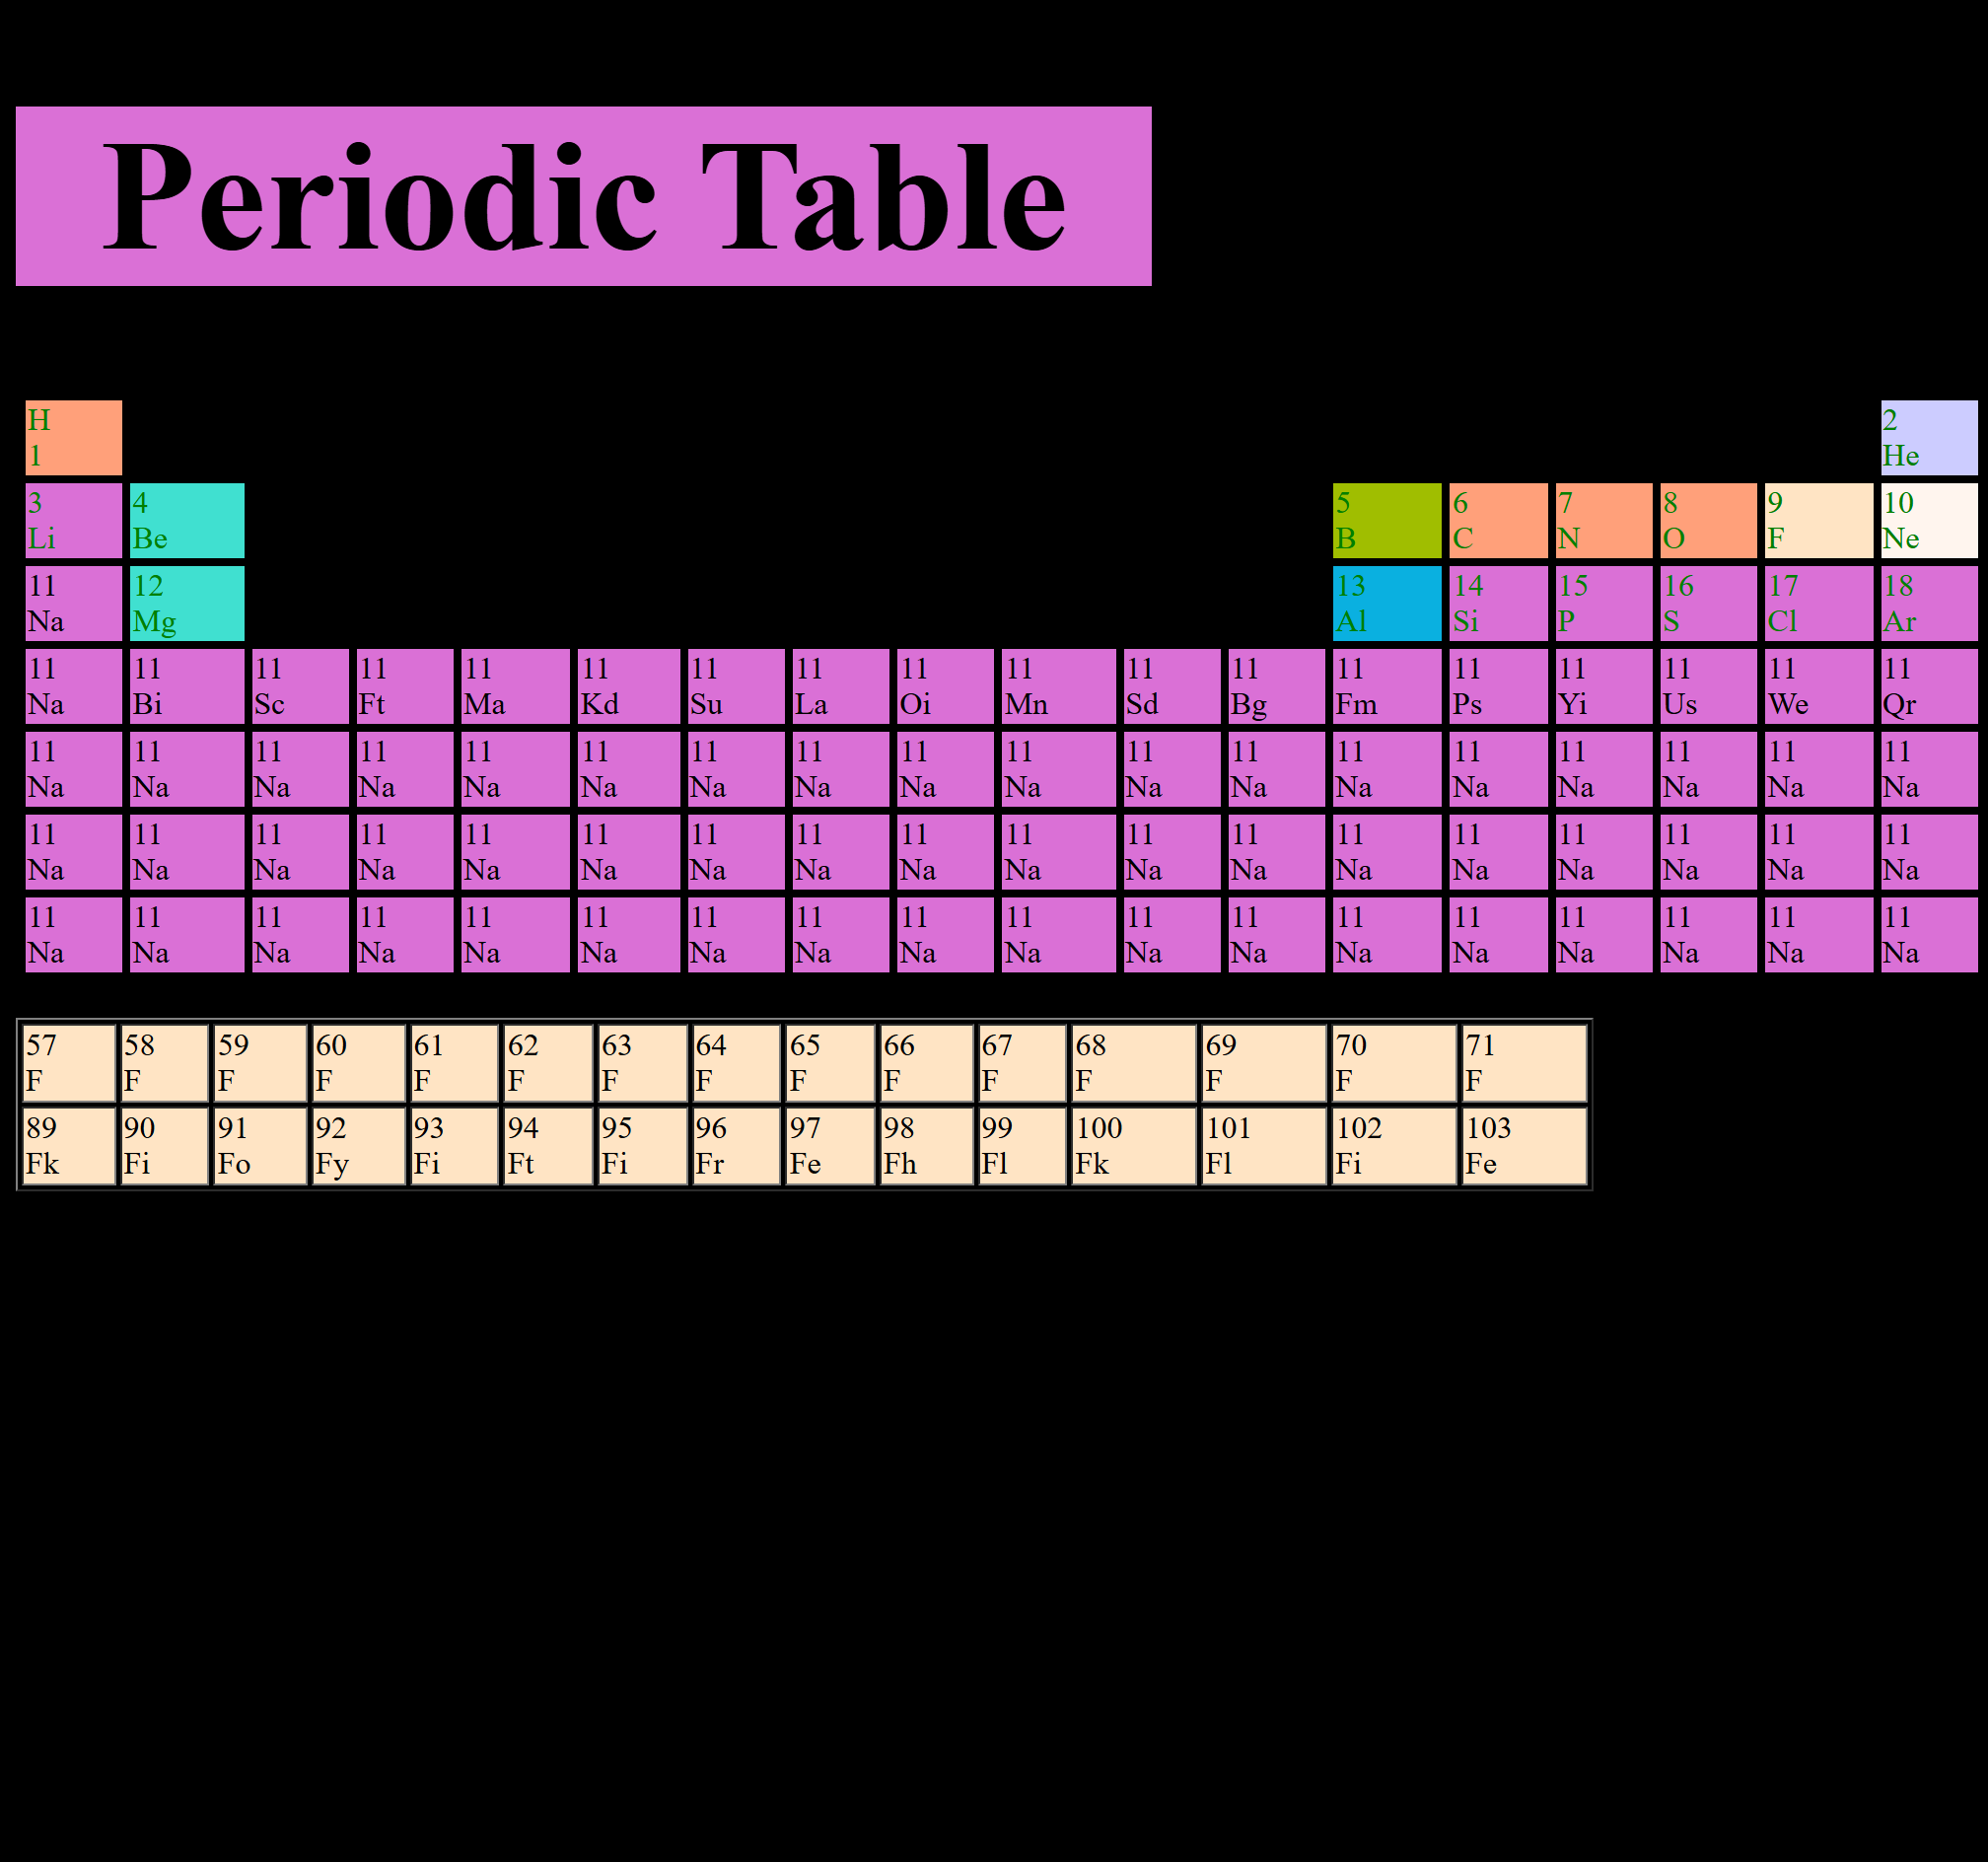 Periodic Table
H 2
1 He
3 4 5 6 7 8 9 10
Li Be B C N O F Ne
11 12 13 14 15 16 17 18
Na Mg Al Si P S Cl Ar
11 11 11 11 11 11 11 11 11 11 11 11 11 11 11 11 11 11
Na Bi Sc Ft Ma Kd Su La Oi Mn Sd Bg Fm Ps Yi Us We Qr
11 11 11 11 11 11 11 11 11 11 11 11 11 11 11 11 11 11
Na Na Na Na Na Na Na Na Na Na Na Na Na Na Na Na Na Na
11 11 11 11 11 11 11 11 11 11 11 11 11 11 11 11 11 11
Na Na Na Na Na Na Na Na Na Na Na Na Na Na Na Na Na Na
11 11 11 11 11 11 11 11 11 11 11 11 11 11 11 11 11 11
Na Na Na Na Na Na Na Na Na Na Na Na Na Na Na Na Na Na
57 58 59 60 61 62 63 64 65 66 67 68 69 70 71
F F F F F F F F F F F F F F F
89 90 91 92 93 94 95 96 97 98 99 100 101 102 103
Fk Fi Fo Fy Fi Ft Fi Fr Fe Fh Fl Fk Fl Fi Fe